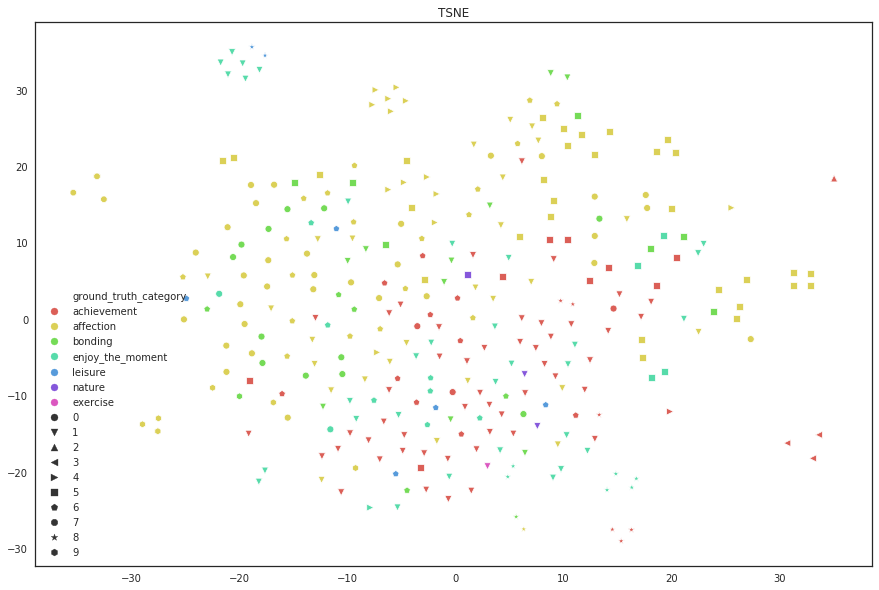 TSNE
30
20
10
0
−10
−20
−30
−30
−20
−10
0
10
20
30
ground_truth_category
achievement
affection
bonding
enjoy_the_moment
leisure
nature
exercise
0
1
2
3
4
5
6
7
8
9